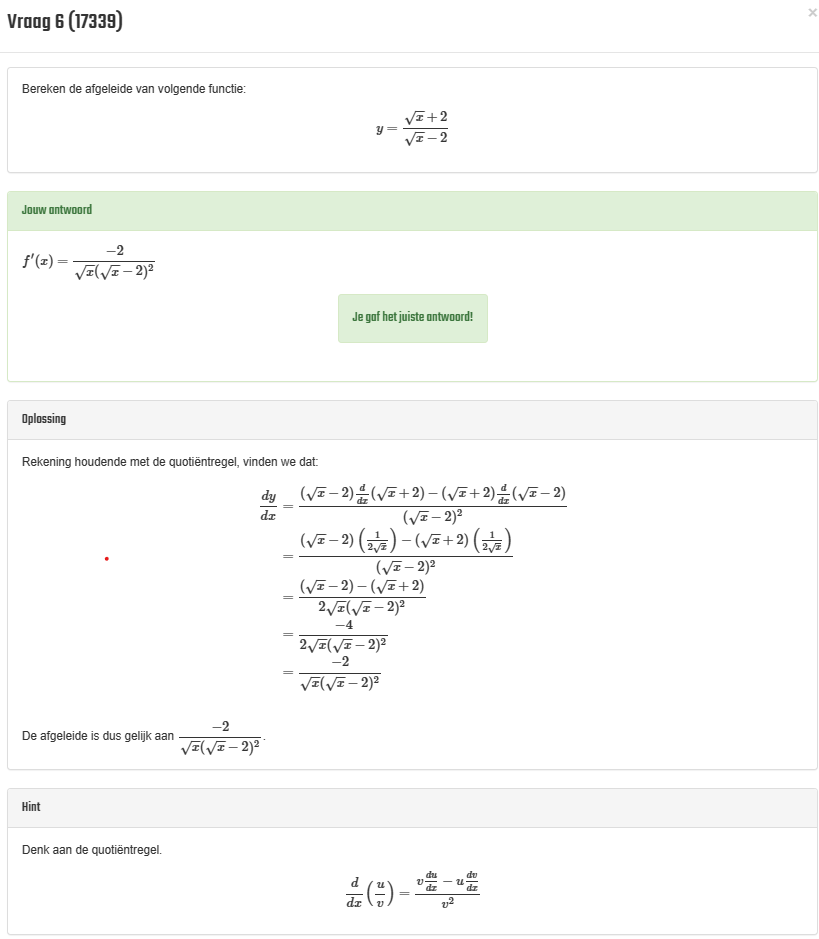 Vraag 6 (17339)
×
Bereken de afgeleide van volgende functie:
$y = \frac{\sqrt{x}+2}{\sqrt{x}-2}$
Jouw antwoord
$f'(x) = \frac{-2}{\sqrt{x}(\sqrt{x}-2)^2}$
Je gaf het juiste antwoord!
Oplossing
Rekening houdende met de quotiëntregel, vinden we dat:
$\frac{dy}{dx} = \frac{(\sqrt{x}-2)\frac{d}{dx}(\sqrt{x}+2)-(\sqrt{x}+2)\frac{d}{dx}(\sqrt{x}-2)}{(\sqrt{x}-2)^2}$
$= \frac{(\sqrt{x}-2)\left(\frac{1}{2\sqrt{x}}\right)-(\sqrt{x}+2)\left(\frac{1}{2\sqrt{x}}\right)}{(\sqrt{x}-2)^2}$
$= \frac{(\sqrt{x}-2)-(\sqrt{x}+2)}{2\sqrt{x}(\sqrt{x}-2)^2}$
$= \frac{-4}{2\sqrt{x}(\sqrt{x}-2)^2}$
$= \frac{-2}{\sqrt{x}(\sqrt{x}-2)^2}$
De afgeleide is dus gelijk aan $\frac{-2}{\sqrt{x}(\sqrt{x}-2)^2}$.
Hint
Denk aan de quotiëntregel.
$\frac{d}{dx}\left(\frac{u}{v}\right) = \frac{v\frac{du}{dx}-u\frac{dv}{dx}}{v^2}$